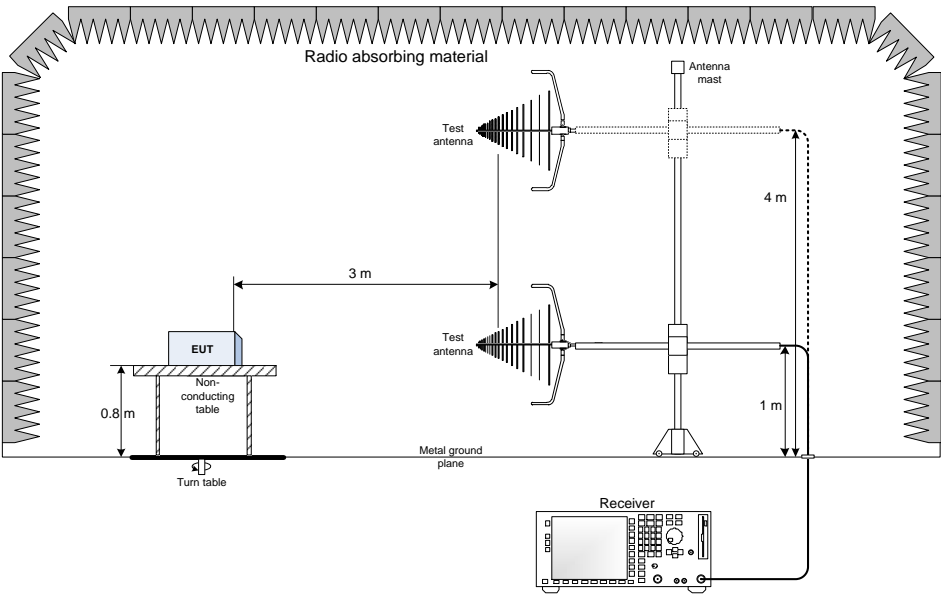 Radio absorbing material
Antenna
mast
Test
antenna
4 m
3 m
Test
antenna
EUT
Non-
conducting
table
0.8 m
1 m
Metal ground
plane
Turn table
Receiver